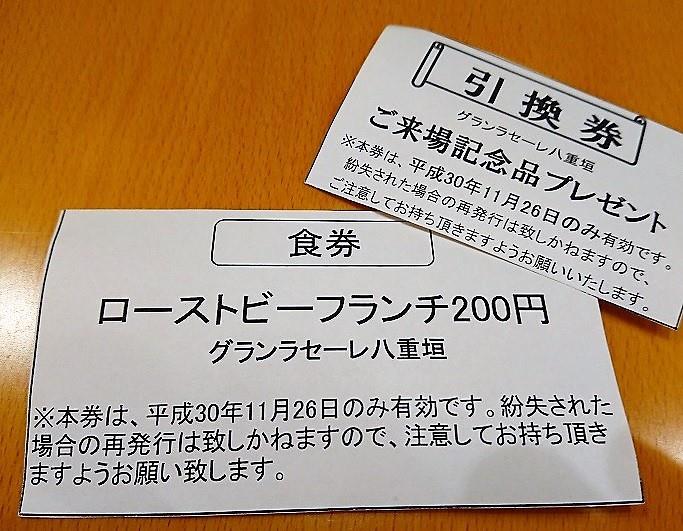 引換券
グランラセーレ八重垣
ご来場記念品プレゼント
※本券は、平成30年11月26日のみ有効です。
紛失された場合の再発行は致しかねますので、
ご注意してお持ち頂きますようお願いいたします。
食券
ローストビーフランチ200円
グランラセーレ八重垣
※本券は、平成30年11月26日のみ有効です。紛失された
場合の再発行は致しかねますので、注意してお持ち頂き
ますようお願い致します。